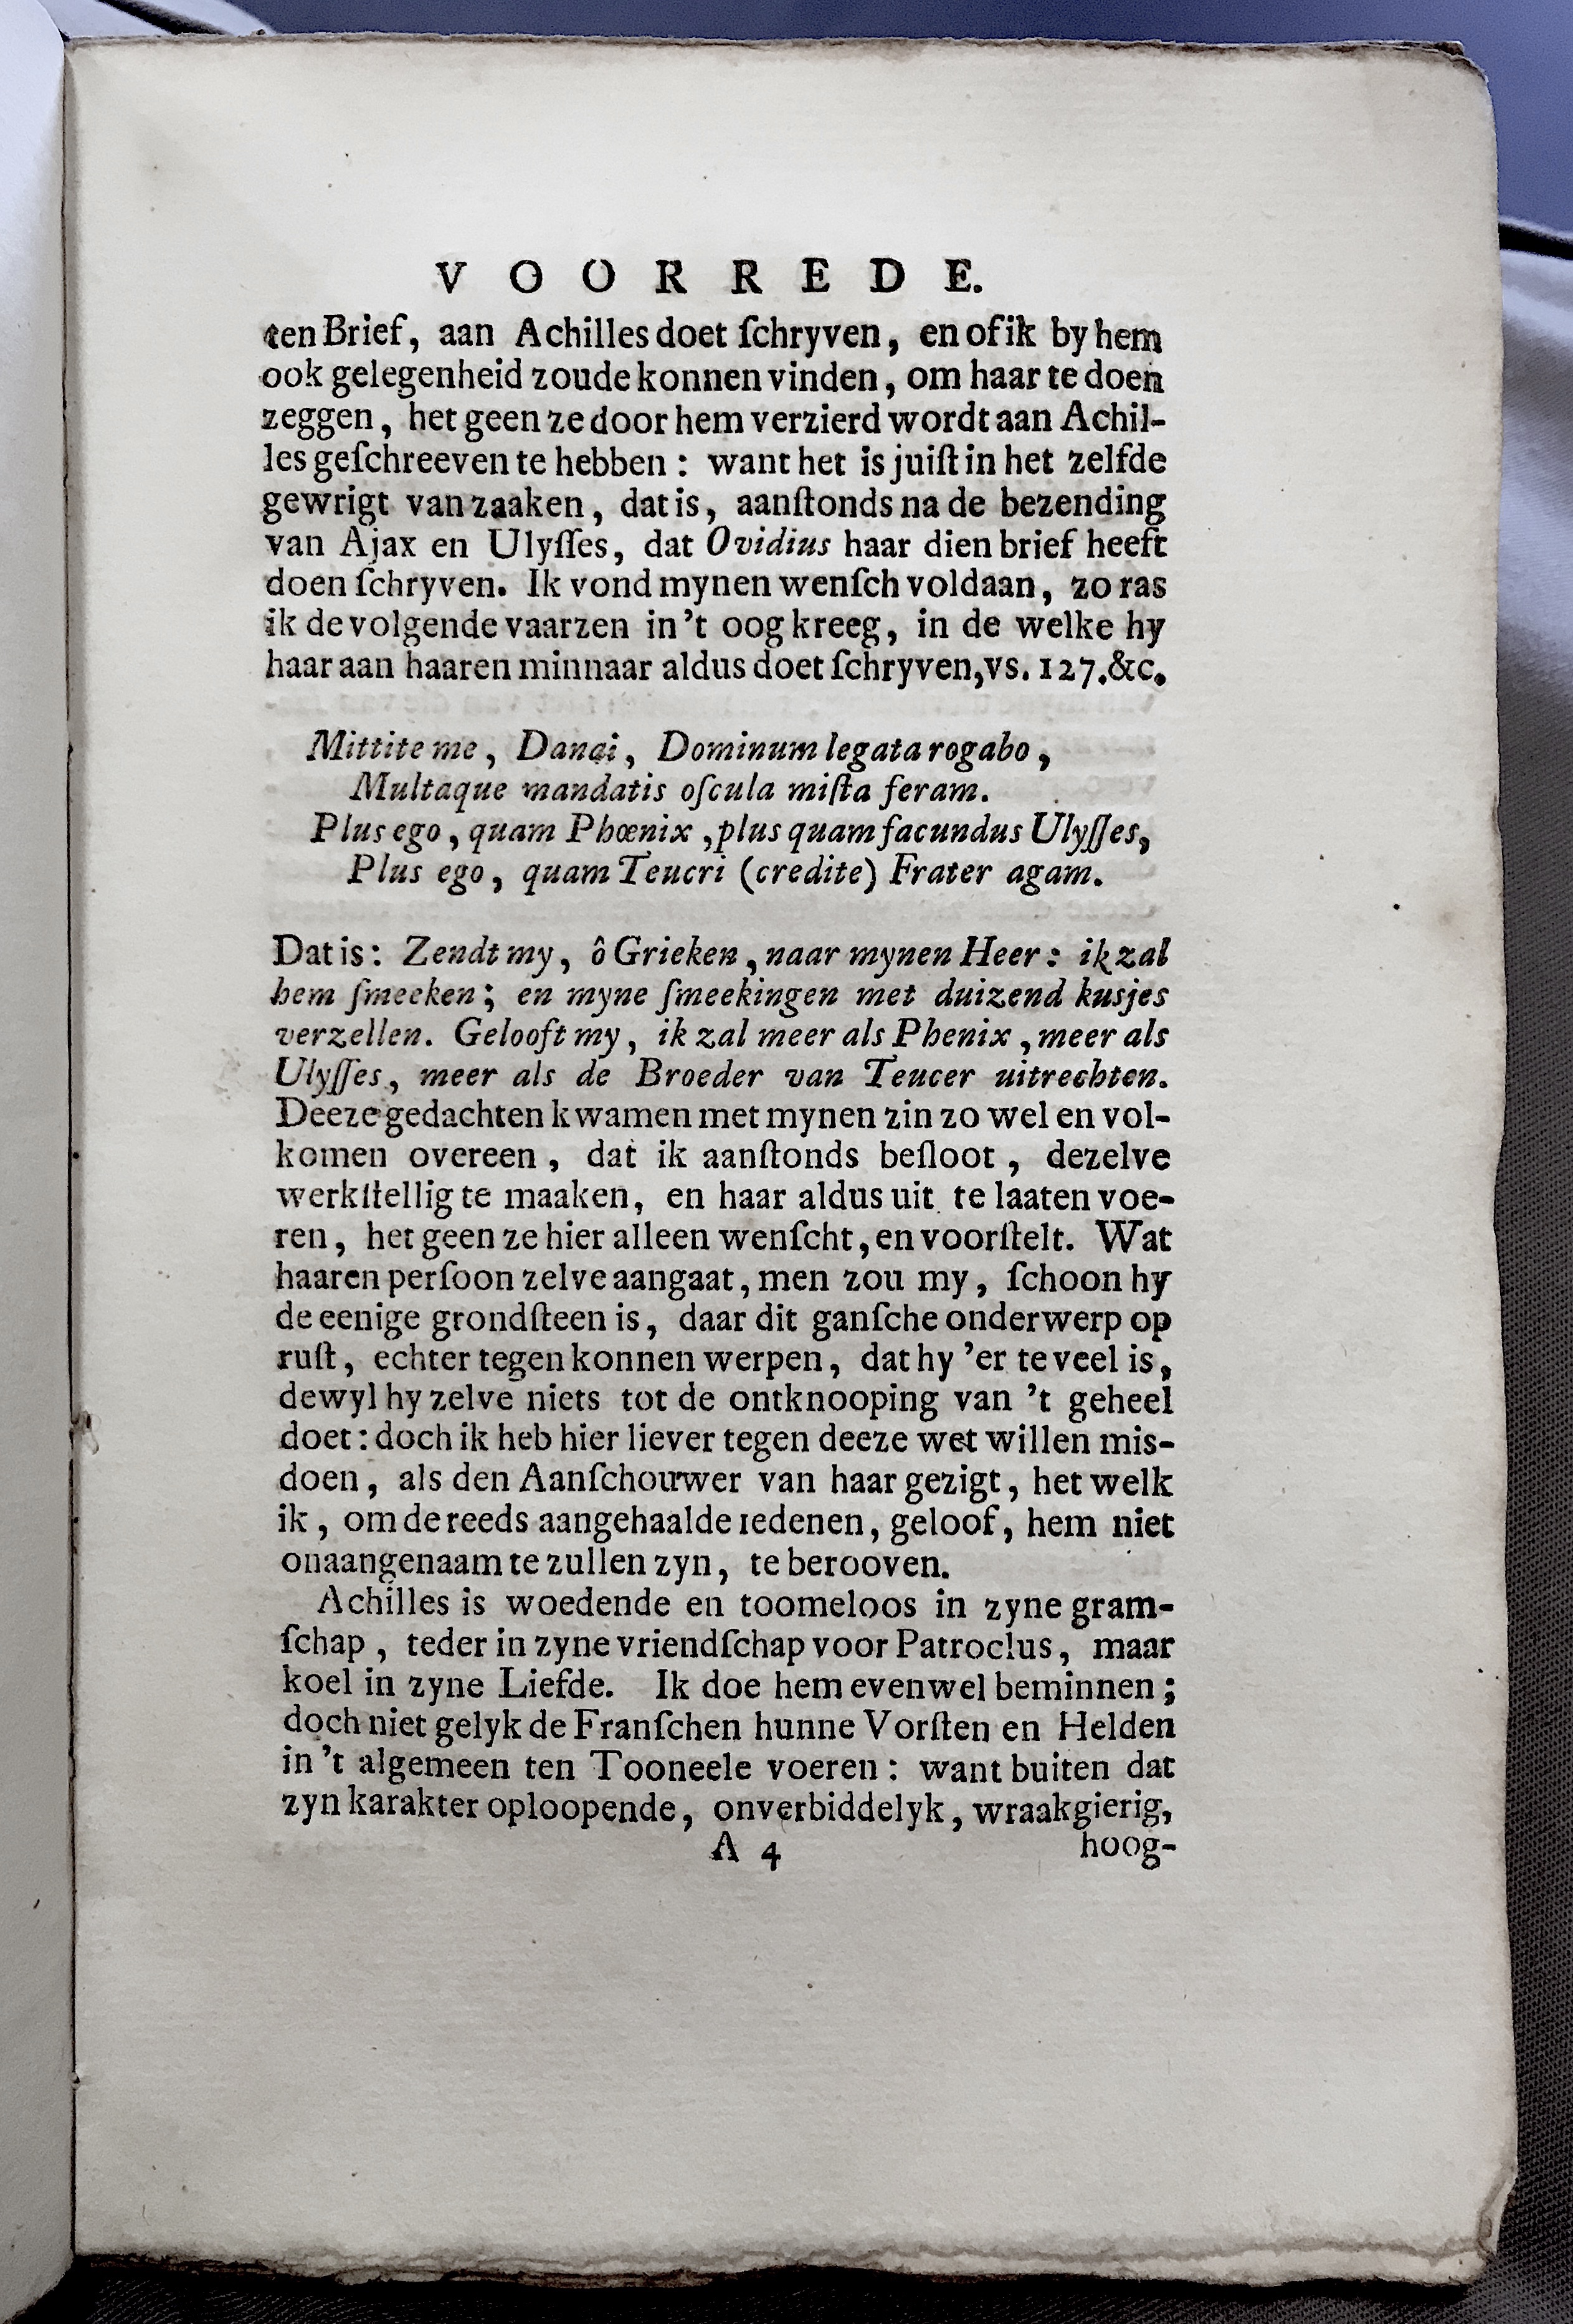 VOORREDE.
ten Brief, aan Achilles doet ſchryven, en of ik by hem
ook gelegenheid zoude konnen vinden, om haar te doen
zeggen, het geen ze door hem verzierd wordt aan Achil-
les geſchreeven te hebben: want het is juiſt in het zelfde
gewrigt van zaaken, dat is, aanſtonds na de bezending
van Ajax en Ulyſſes, dat Ovidius haar dien brief heeft
doen ſchryven. Ik vond mynen wenſch voldaan, zo ras
ik de volgende vaarzen in't oog kreeg, in de welke hy
haar aan haaren minnaar aldus doet ſchryven, vs. 127. &c.
Mittite me, Danai, Dominum legata rogabo,
Multaque mandatis oſcula miſta feram.
Plus ego, quam Phœnix, plus quam facundus Ulyſſes,
Plus ego, quam Teucri (credite) Frater agam.
Dat is: Zendt my, ô Grieken, naar mynen Heer: ik zal
hem ſmeeken; en myne ſmeekingen met duizend kusjes
verzellen. Gelooft my, ik zal meer als Phenix, meer als
Ulyſſes, meer als de Broeder van Teucer uitrechten.
Deeze gedachten kwamen met mynen zin zo wel en vol-
komen overeen, dat ik aanſtonds beſloot, dezelve
werkſtellig te maaken, en haar aldus uit te laaten voe-
ren, het geen ze hier alleen wenſcht, en voorſtelt. Wat
haaren perſoon zelve aangaat, men zou my, ſchoon hy
de eenige grondſteen is, daar dit ganſche onderwerp op
ruſt, echter tegen konnen werpen, dat hy 'er te veel is,
dewyl hy zelve niets tot de ontknooping van 't geheel
doet: doch ik heb hier liever tegen deeze wet willen mis-
doen, als den Aanſchouwer van haar gezigt, het welk
ik, om de reeds aangehaalde redenen, geloof, hem niet
onaangenaam te zullen zyn, te berooven.
Achilles is woedende en toomeloos in zyne gram-
ſchap, teder in zyne vriendſchap voor Patroclus, maar
koel in zyne Liefde. Ik doe hem evenwel beminnen;
doch niet gelyk de Franſchen hunne Vorſten en Helden
in 't algemeen ten Tooneele voeren: want buiten dat
zyn karakter oploopende, onverbiddelyk, wraakgierig,
A 4 hoog-